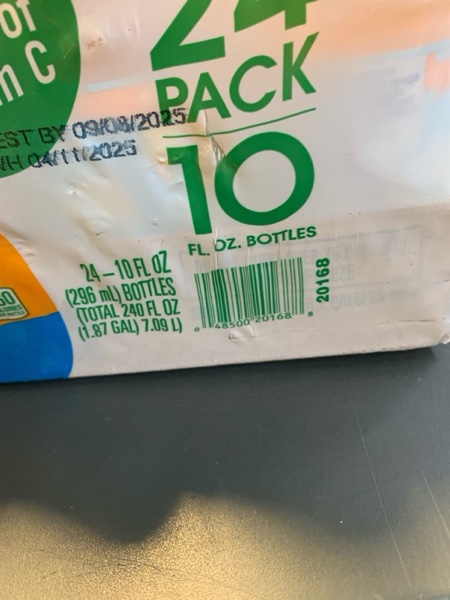 of
n C
24
PACK
EST BY 09/08/2025
WH 04/11/2025
10
FL. OZ. BOTTLES
24 – 10 FL OZ
(296 mL) BOTTLES
(TOTAL 240 FL OZ
(1.87 GAL) 7.09 L)
0 48500 20168 8
20168